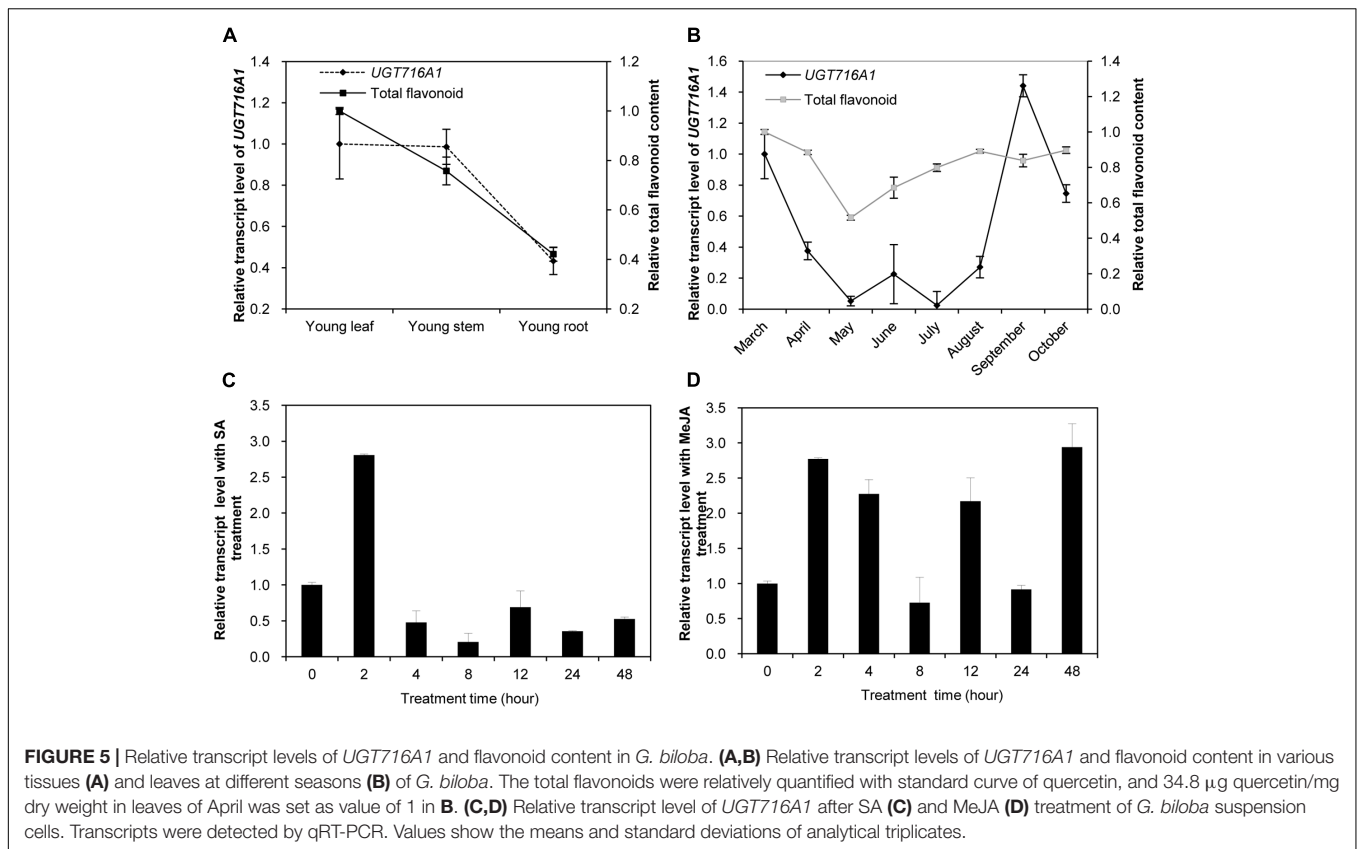 A
Relative transcript level of UGT716A1
1.4
1.2
1.0
0.8
0.6
0.4
0.2
UGT716A1
Total flavonoid
1.2
1.0
0.8
0.6
0.4
0.2
Relative total flavonoid content
Young leaf Young stem Young root
B
Relative transcript level of UGT716A1
1.6
1.4
1.2
1.0
0.8
0.6
0.4
0.2
0.0
UGT716A1
Total flavonoid
1.4
1.2
1.0
0.8
0.6
0.4
0.2
0.0
Relative total flavonoid content
March April May June July August September October
C
Relative transcript level with SA
treatment
3.5
3.0
2.5
2.0
1.5
1.0
0.5
0.0
0 2 4 8 12 24 48
Treatment time (hour)
D
Relative transcript level with MeJA
treatment
3.5
3.0
2.5
2.0
1.5
1.0
0.5
0.0
0 2 4 8 12 24 48
Treatment time (hour)
FIGURE 5 | Relative transcript levels of UGT716A1 and flavonoid content in G. biloba. (A,B) Relative transcript levels of UGT716A1 and flavonoid content in various
tissues (A) and leaves at different seasons (B) of G. biloba. The total flavonoids were relatively quantified with standard curve of quercetin, and 34.8 μg quercetin/mg
dry weight in leaves of April was set as value of 1 in B. (C,D) Relative transcript level of UGT716A1 after SA (C) and MeJA (D) treatment of G. biloba suspension
cells. Transcripts were detected by qRT-PCR. Values show the means and standard deviations of analytical triplicates.